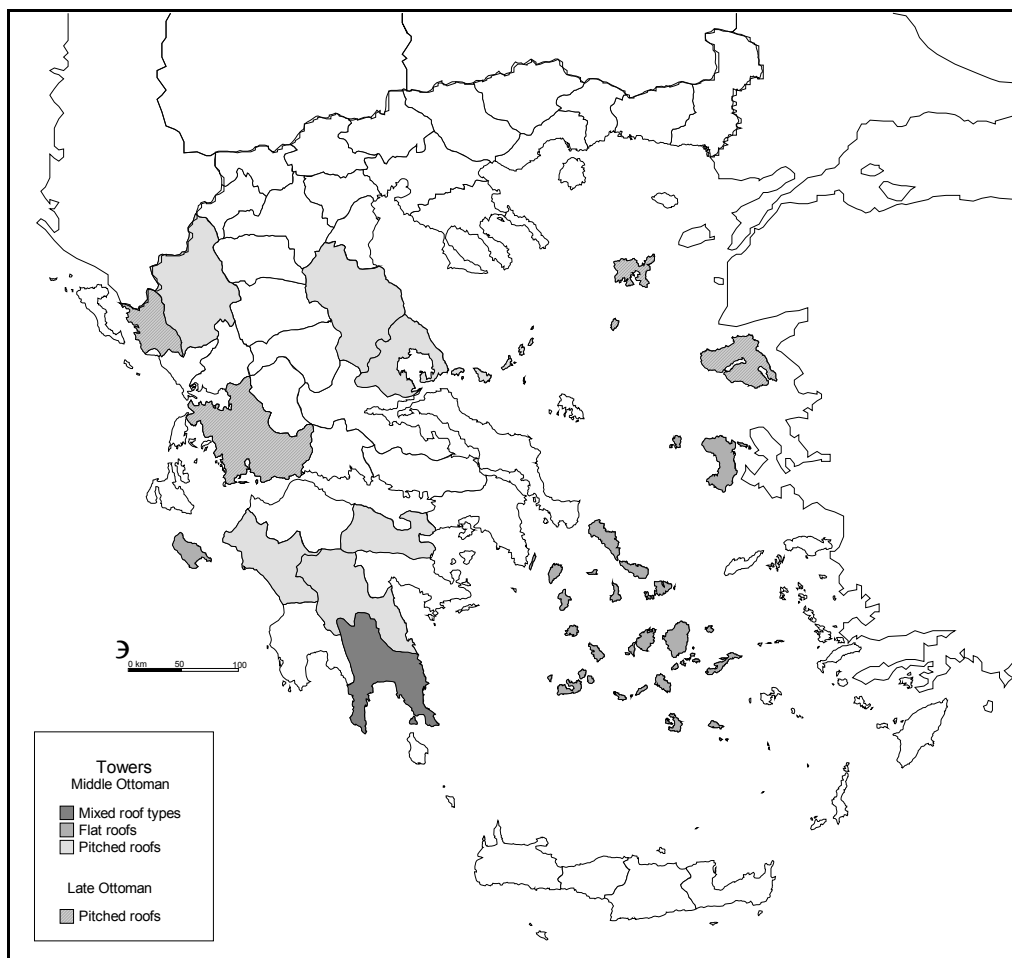 0 km 50 100
Towers
Middle Ottoman
Mixed roof types
Flat roofs
Pitched roofs
Late Ottoman
Pitched roofs